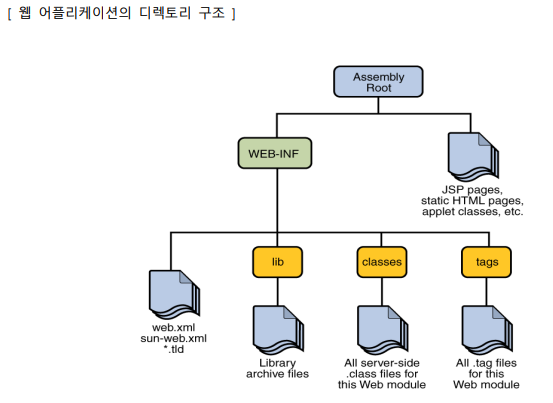 [ 웹 어플리케이션의 디렉토리 구조 ]
Assembly
Root
WEB-INF
JSP pages,
static HTML pages,
applet classes, etc.
lib
classes
tags
web.xml
sun-web.xml
*.tld
Library
archive files
All server-side
.class files for
this Web module
All .tag files
for this
Web module